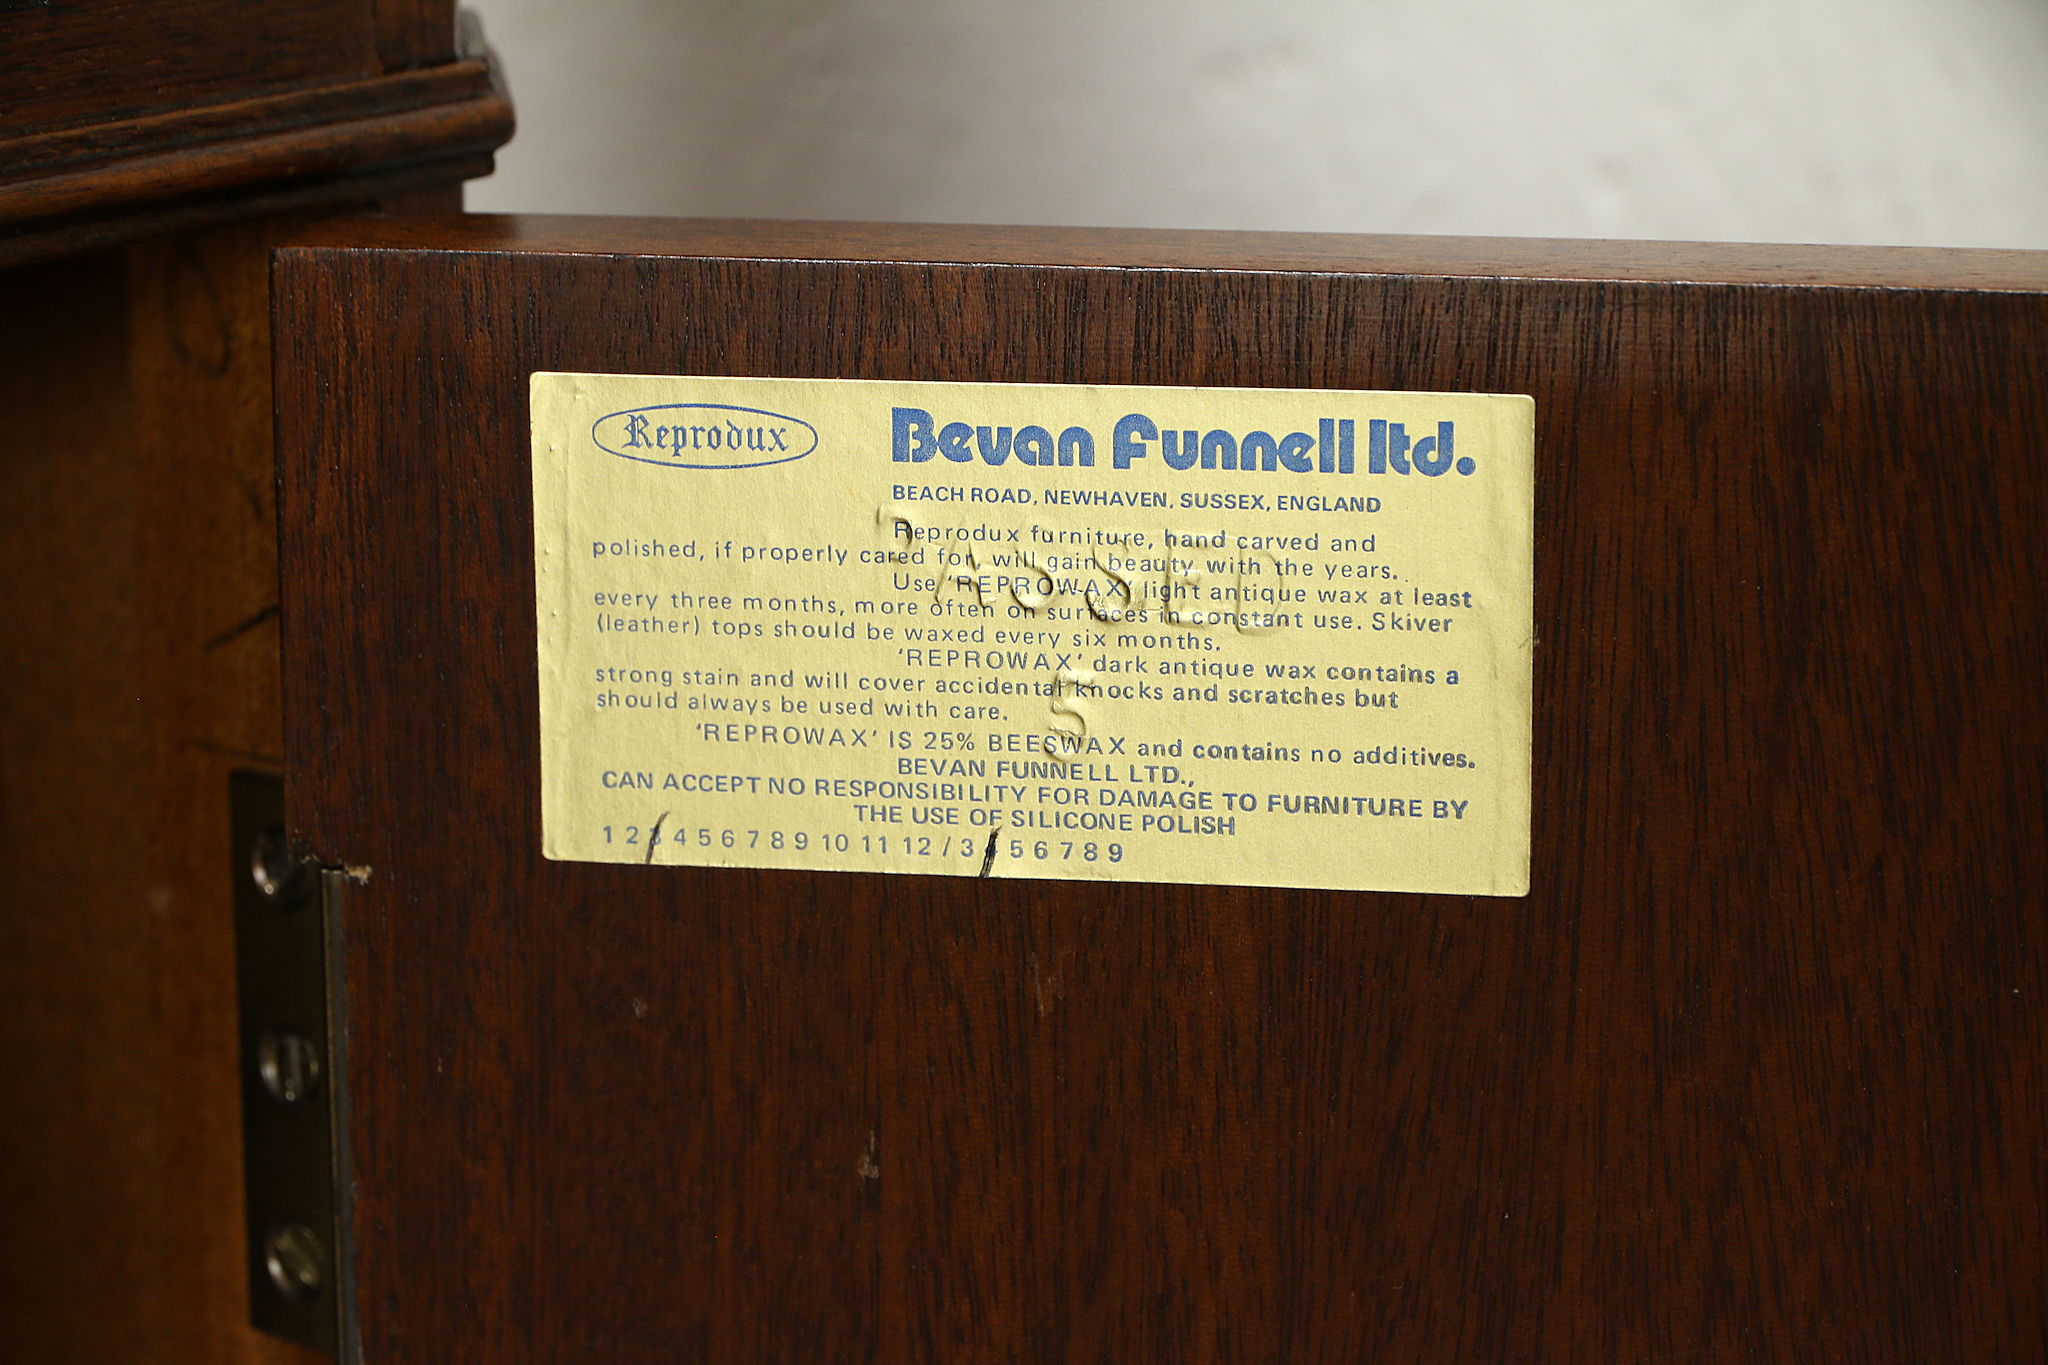 Reprodux
Bevan Funnell ltd.
BEACH ROAD, NEWHAVEN, SUSSEX, ENGLAND
Reprodux furniture, hand carved and
polished, if properly cared for, will gain beauty with the years.
Use 'REPROWAX' light antique wax at least
every three months, more often on surfaces in constant use. Skiver
(leather) tops should be waxed every six months.
'REPROWAX' dark antique wax contains a
strong stain and will cover accidental knocks and scratches but
should always be used with care.
'REPROWAX' IS 25% BEESWAX and contains no additives.
BEVAN FUNNELL LTD.,
CAN ACCEPT NO RESPONSIBILITY FOR DAMAGE TO FURNITURE BY
THE USE OF SILICONE POLISH
1 2 3 4 5 6 7 8 9 10 11 12 / 3 4 5 6 7 8 9
PASSED
5